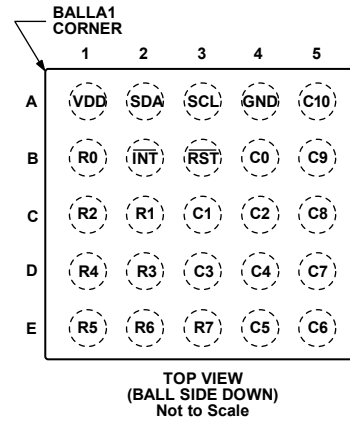 BALLA1
CORNER
1 2 3 4 5
A VDD SDA SCL GND C10
B R0 I̅N̅T̅ R̅S̅T̅ C0 C9
C R2 R1 C1 C2 C8
D R4 R3 C3 C4 C7
E R5 R6 R7 C5 C6
TOP VIEW
(BALL SIDE DOWN)
Not to Scale